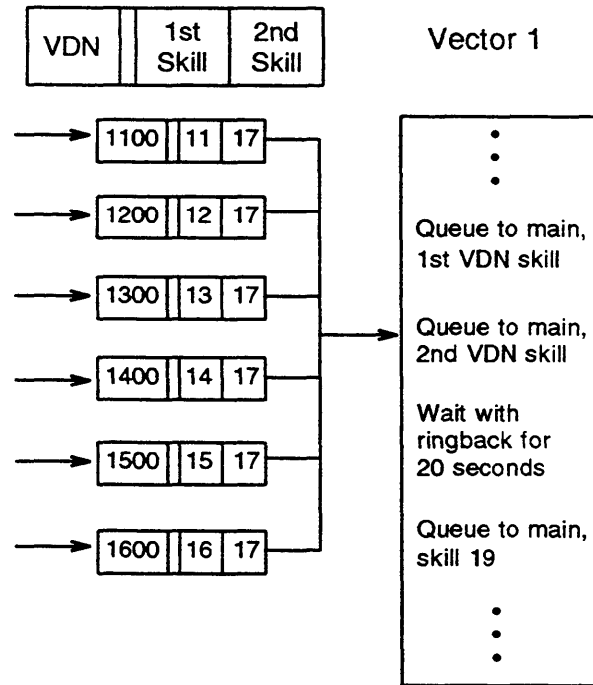 VDN 1st Skill 2nd Skill
Vector 1
1100 11 17
1200 12 17
1300 13 17
1400 14 17
1500 15 17
1600 16 17
Queue to main,
1st VDN skill
Queue to main,
2nd VDN skill
Wait with
ringback for
20 seconds
Queue to main,
skill 19